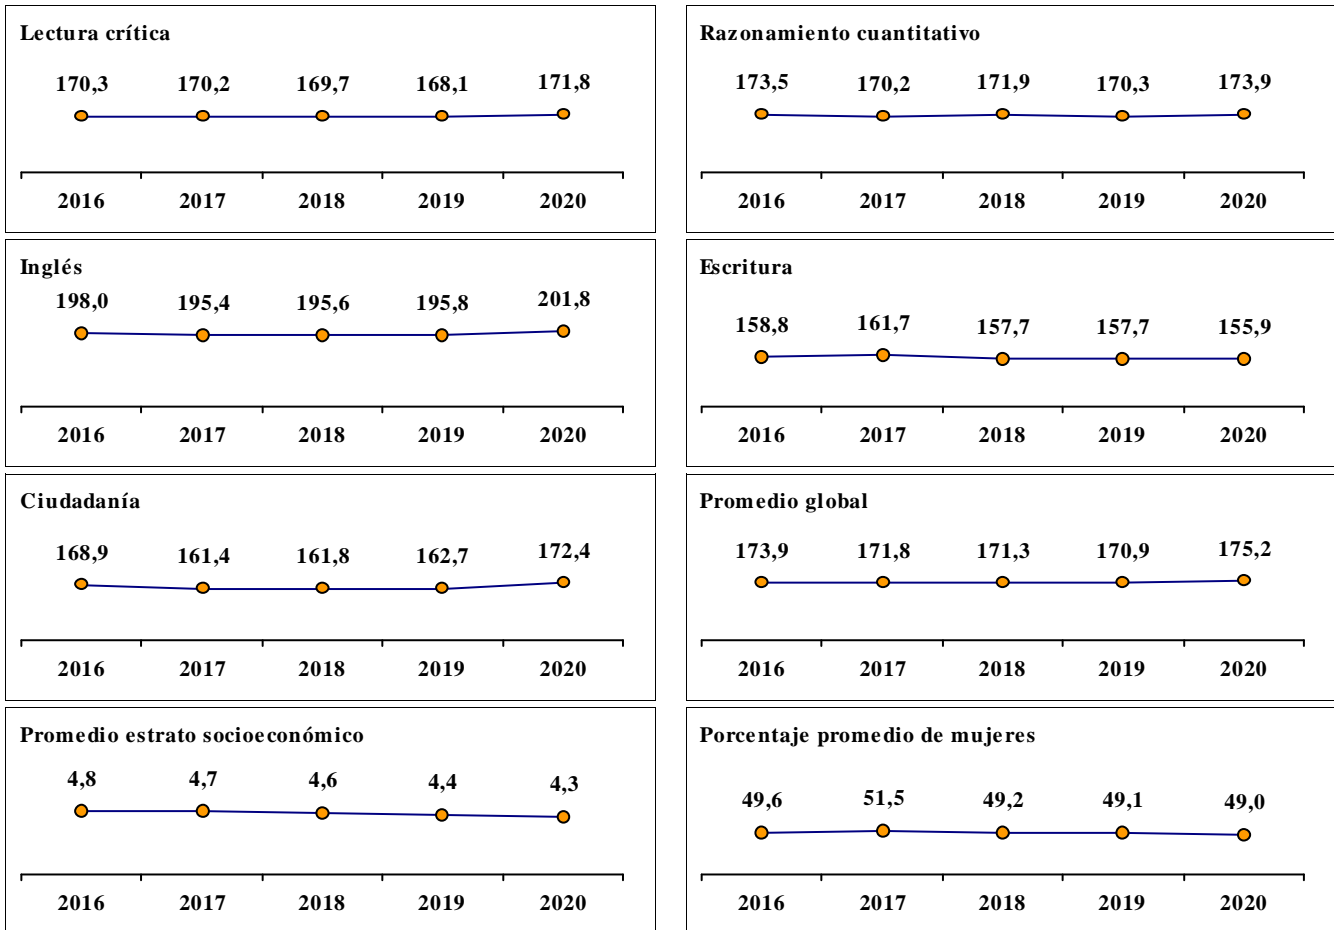 Lectura crítica
170,3 170,2 169,7 168,1 171,8
2016 2017 2018 2019 2020
Razonamiento cuantitativo
173,5 170,2 171,9 170,3 173,9
2016 2017 2018 2019 2020
Inglés
198,0 195,4 195,6 195,8 201,8
2016 2017 2018 2019 2020
Escritura
158,8 161,7 157,7 157,7 155,9
2016 2017 2018 2019 2020
Ciudadanía
168,9 161,4 161,8 162,7 172,4
2016 2017 2018 2019 2020
Promedio global
173,9 171,8 171,3 170,9 175,2
2016 2017 2018 2019 2020
Promedio estrato socioeconómico
4,8 4,7 4,6 4,4 4,3
2016 2017 2018 2019 2020
Porcentaje promedio de mujeres
49,6 51,5 49,2 49,1 49,0
2016 2017 2018 2019 2020